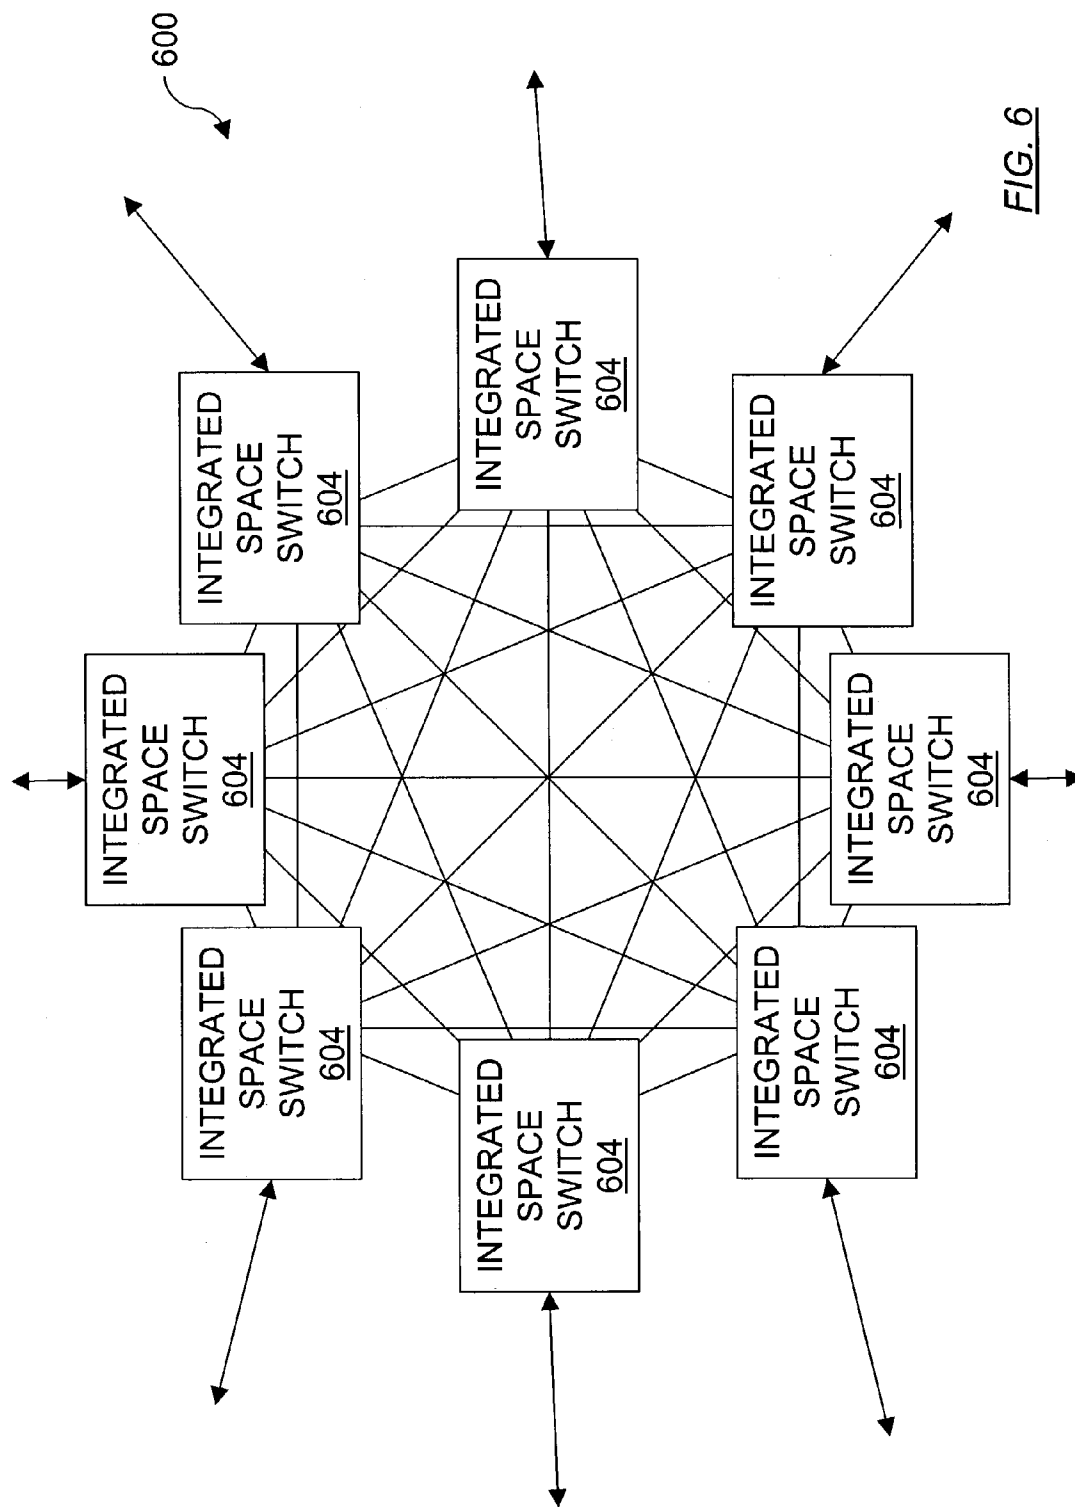 600
INTEGRATED
SPACE
SWITCH
604
INTEGRATED
SPACE
SWITCH
604
INTEGRATED
SPACE
SWITCH
604
INTEGRATED
SPACE
SWITCH
604
INTEGRATED
SPACE
SWITCH
604
INTEGRATED
SPACE
SWITCH
604
INTEGRATED
SPACE
SWITCH
604
INTEGRATED
SPACE
SWITCH
604
FIG. 6